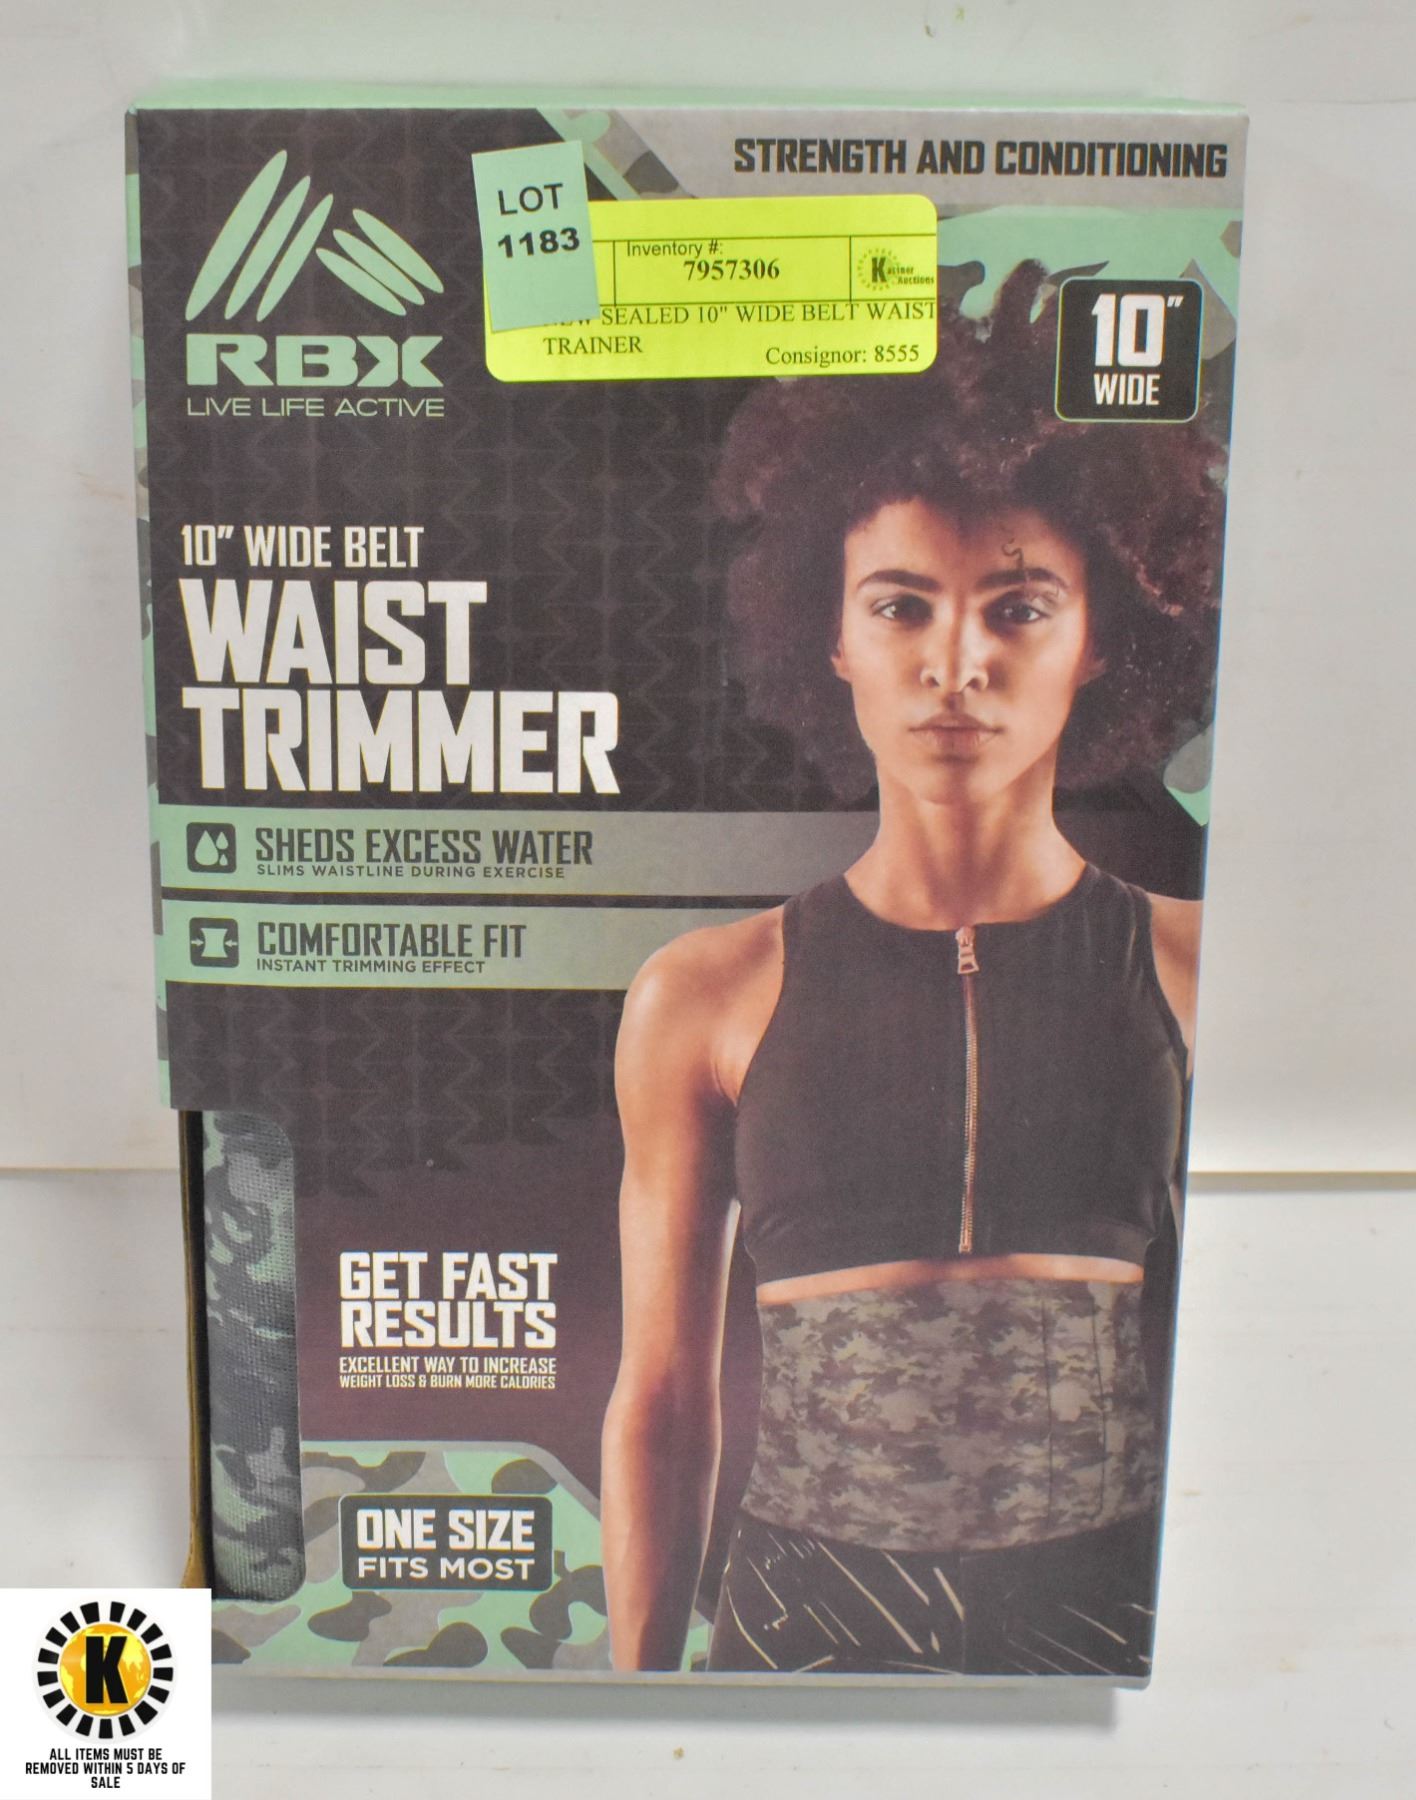 STRENGTH AND CONDITIONING
LOT
1183
Inventory #:
7957306
Kastner
Auctions
SEALED 10" WIDE BELT WAIST
TRAINER
Consignor: 8555
10"
WIDE
RBX
LIVE LIFE ACTIVE
10" WIDE BELT
WAIST
TRIMMER
SHEDS EXCESS WATER
SLIMS WAISTLINE DURING EXERCISE
COMFORTABLE FIT
INSTANT TRIMMING EFFECT
GET FAST
RESULTS
EXCELLENT WAY TO INCREASE
WEIGHT LOSS & BURN MORE CALORIES
ONE SIZE
FITS MOST
K
ALL ITEMS MUST BE
REMOVED WITHIN 5 DAYS OF
SALE